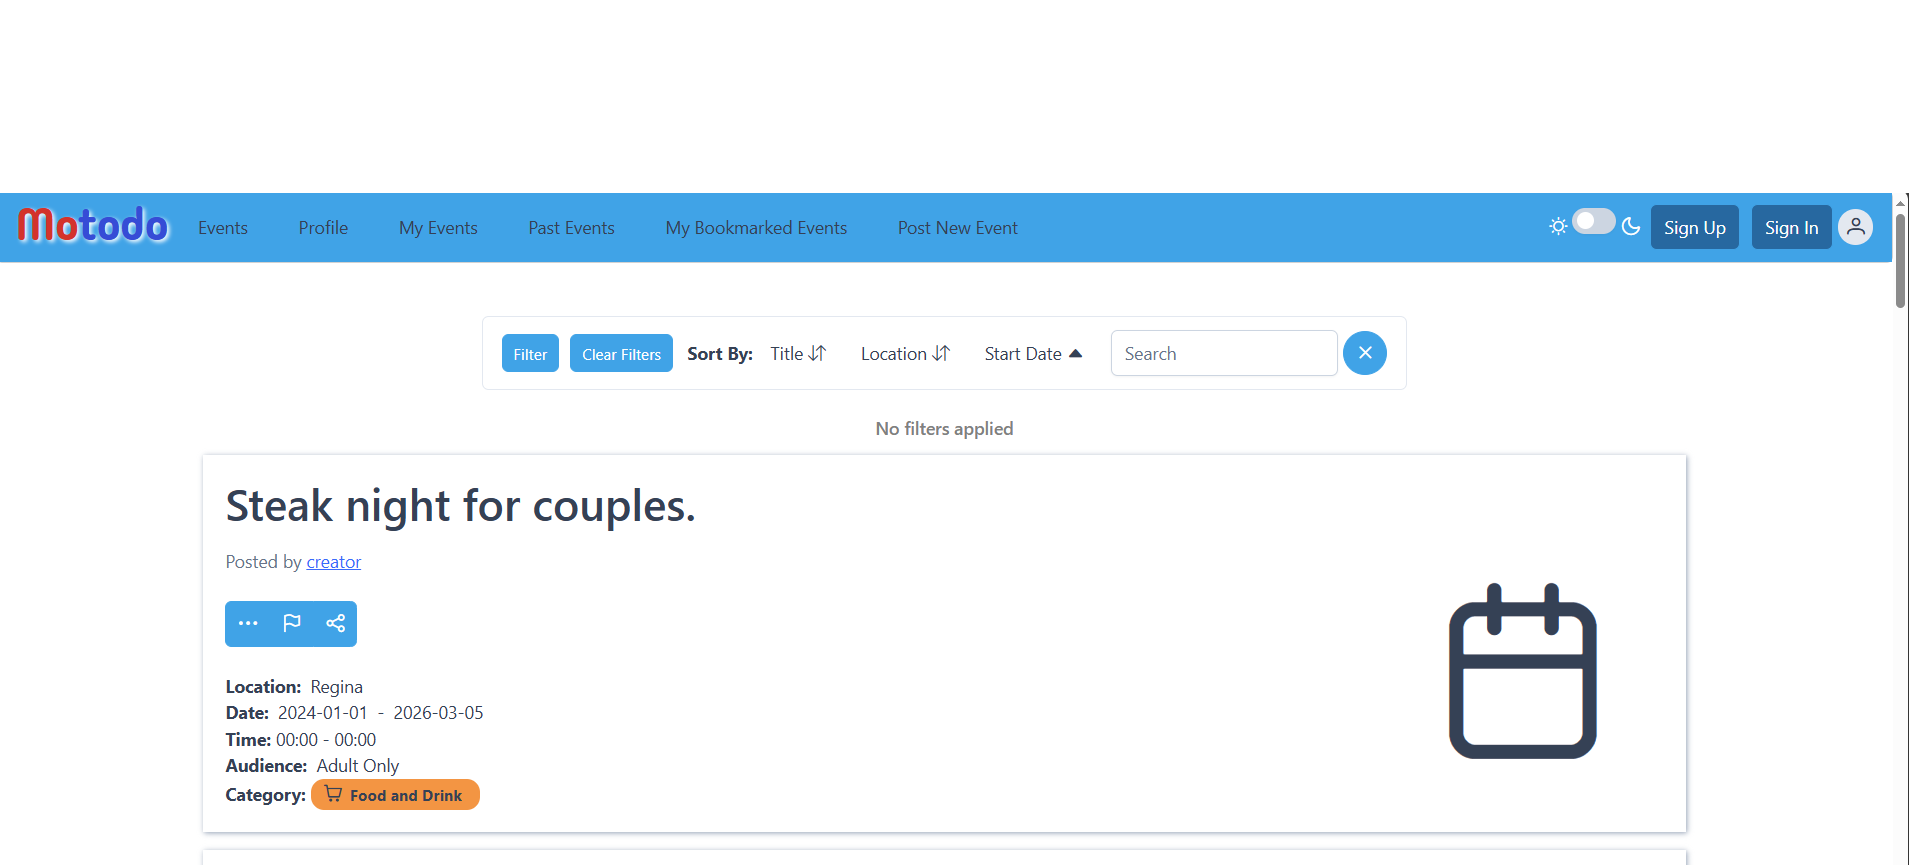 Motodo Events Profile My Events Past Events My Bookmarked Events Post New Event Sign Up Sign In
Filter Clear Filters Sort By: Title Location Start Date Search
No filters applied
Steak night for couples.
Posted by creator
Location: Regina
Date: 2024-01-01 - 2026-03-05
Time: 00:00 - 00:00
Audience: Adult Only
Category: Food and Drink